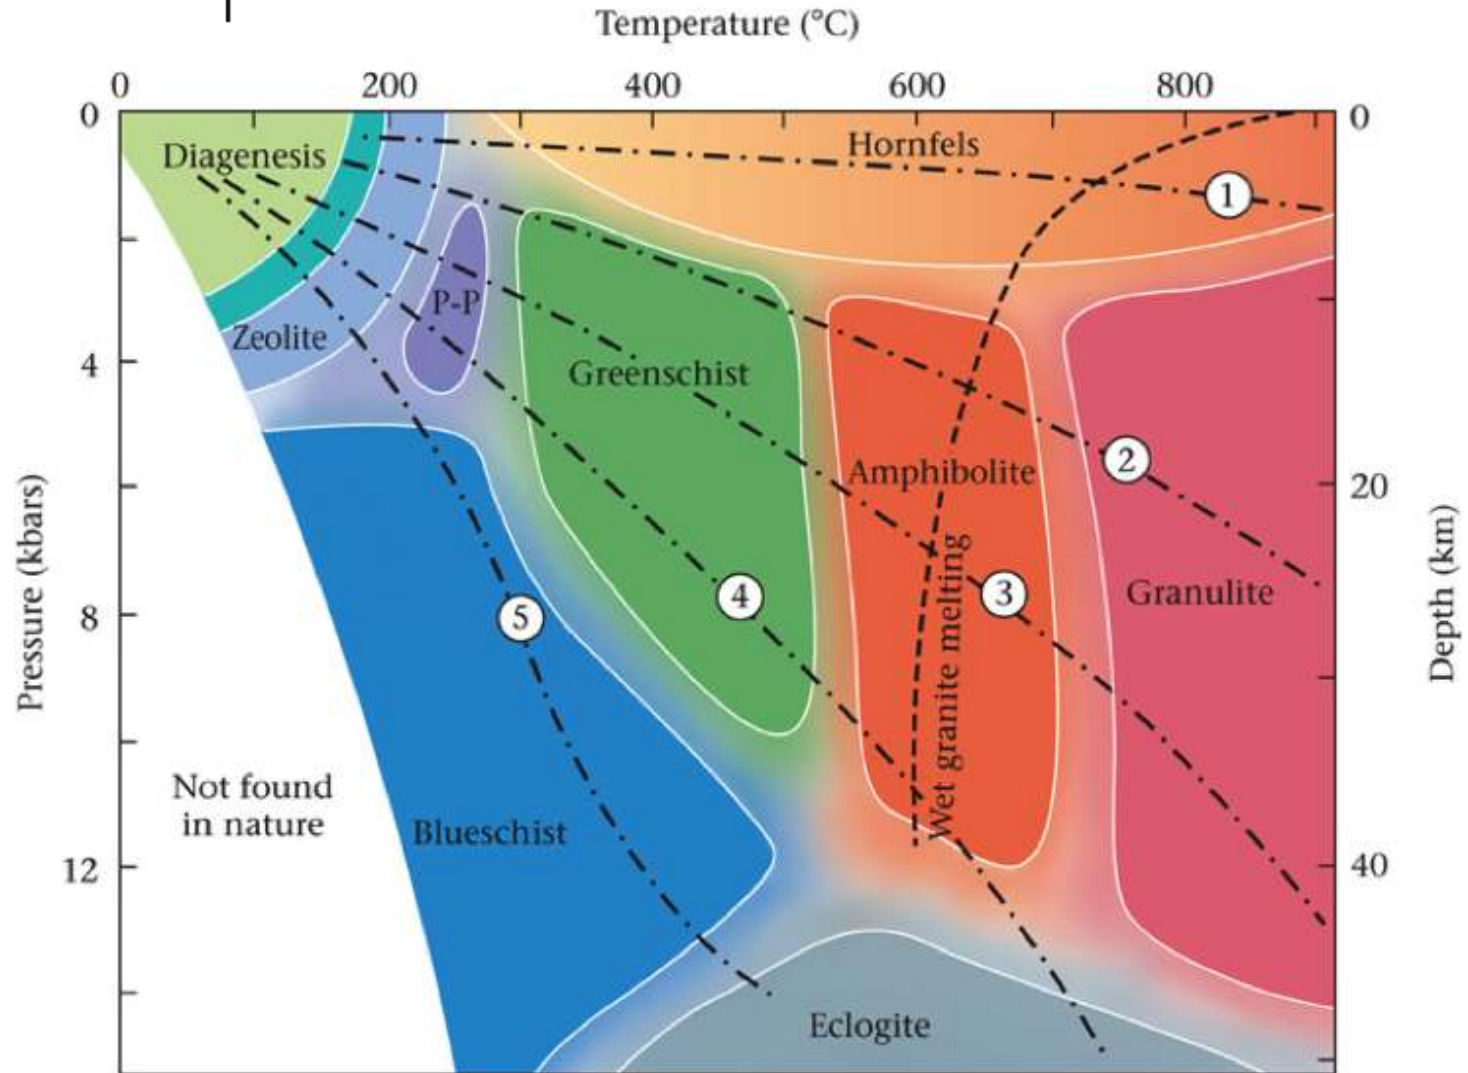 Temperature (°C)
0 200 400 600 800
0 0
Diagenesis
Hornfels
1
P-P
Zeolite
4
Greenschist
2
Amphibolite
20
Pressure (kbars)
Depth (km)
Wet granite melting
3
4
Granulite
8
5
Not found
in nature
Blueschist
12
40
Eclogite